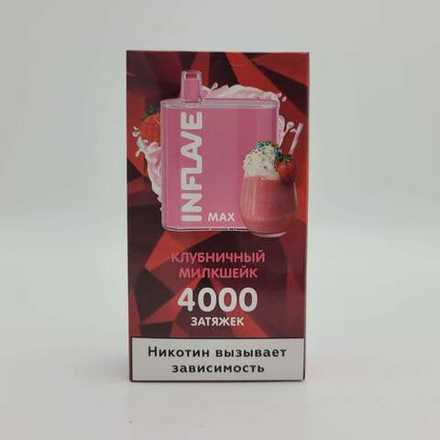 INFLAVE
MAX
КЛУБНИЧНЫЙ
МИЛКШЕЙК
4000
ЗАТЯЖЕК
Никотин вызывает
зависимость